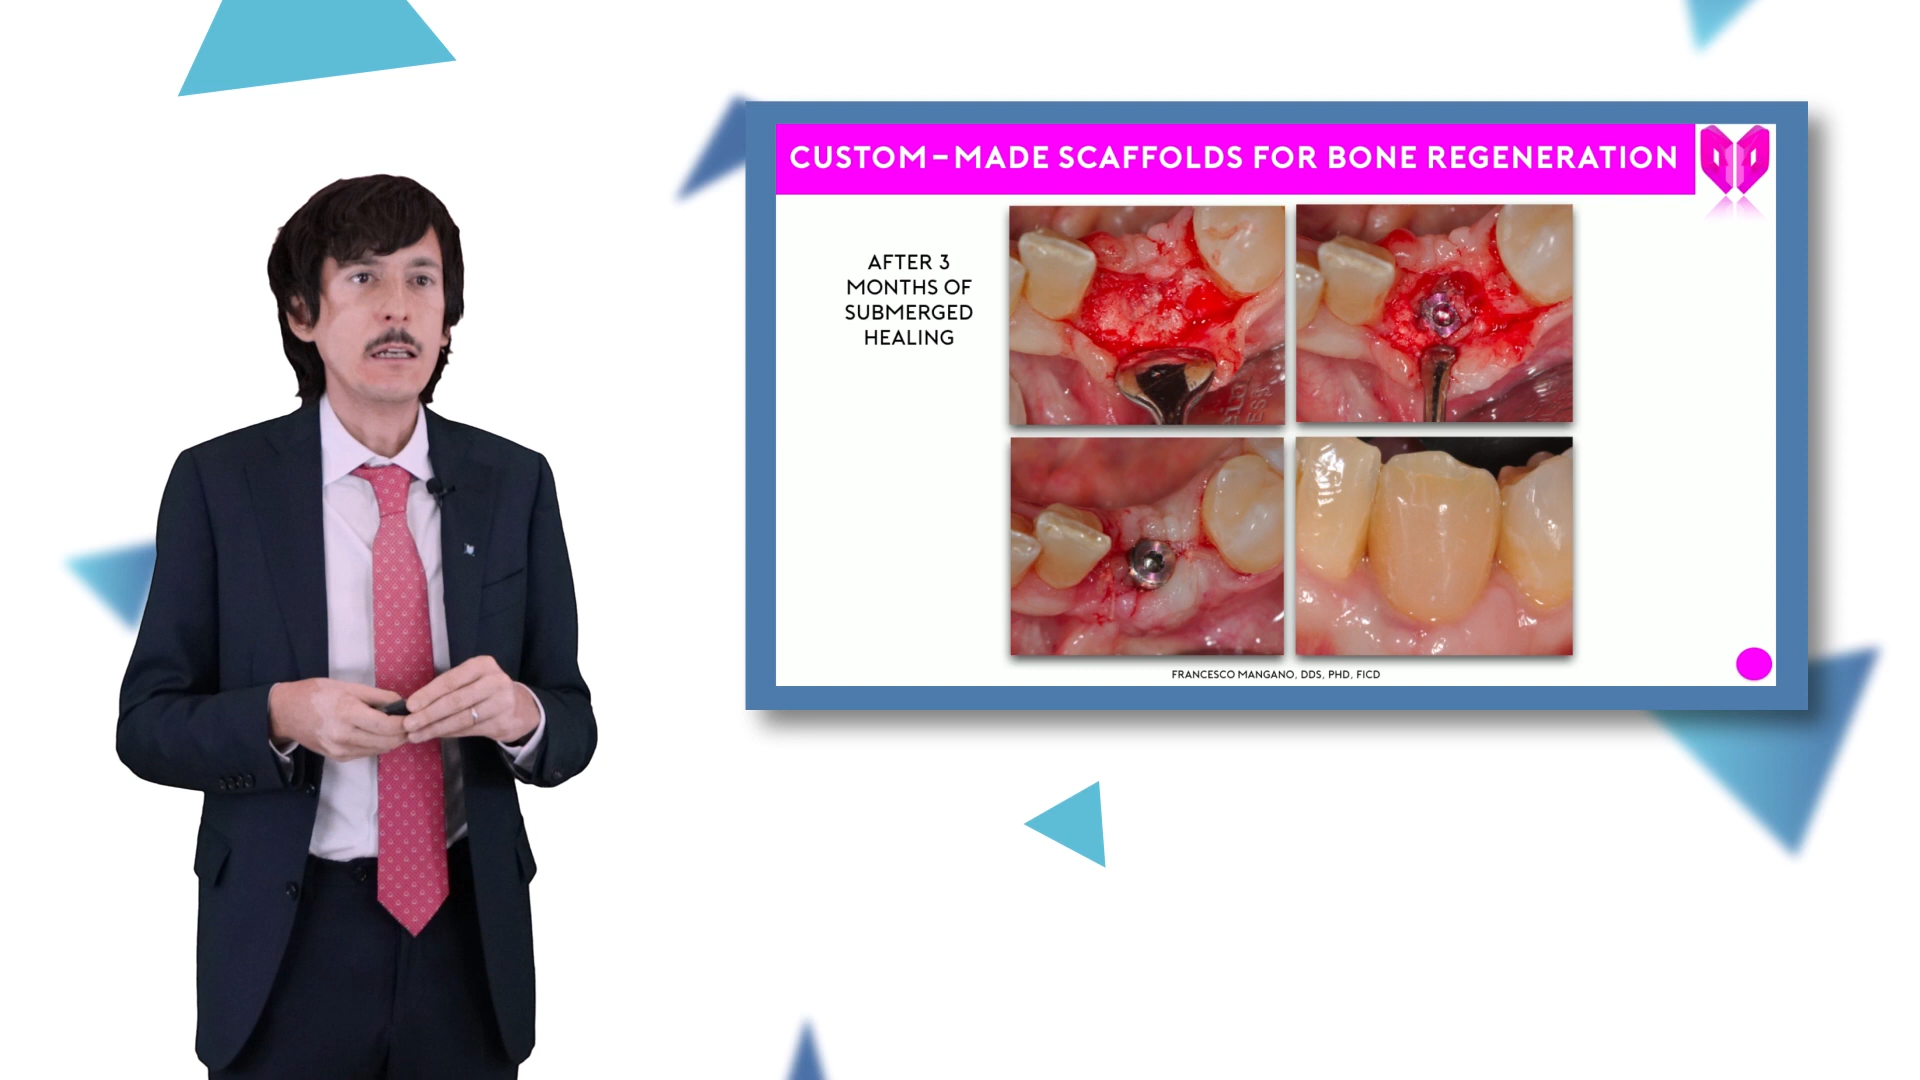 CUSTOM-MADE SCAFFOLDS FOR BONE REGENERATION
AFTER 3
MONTHS OF
SUBMERGED
HEALING
FRANCESCO MANGANO, DDS, PHD, FICD